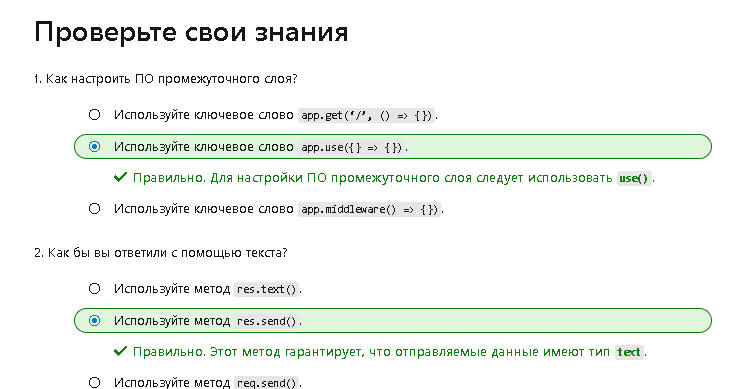 Проверьте свои знания
1. Как настроить ПО промежуточного слоя?
Используйте ключевое слово app.get(‘/’, () => {}).
Используйте ключевое слово app.use({} => {}).
Правильно. Для настройки ПО промежуточного слоя следует использовать use().
Используйте ключевое слово app.middleware() => {}).
2. Как бы вы ответили с помощью текста?
Используйте метод res.text().
Используйте метод res.send().
Правильно. Этот метод гарантирует, что отправляемые данные имеют тип text.
Используйте метод req.send().